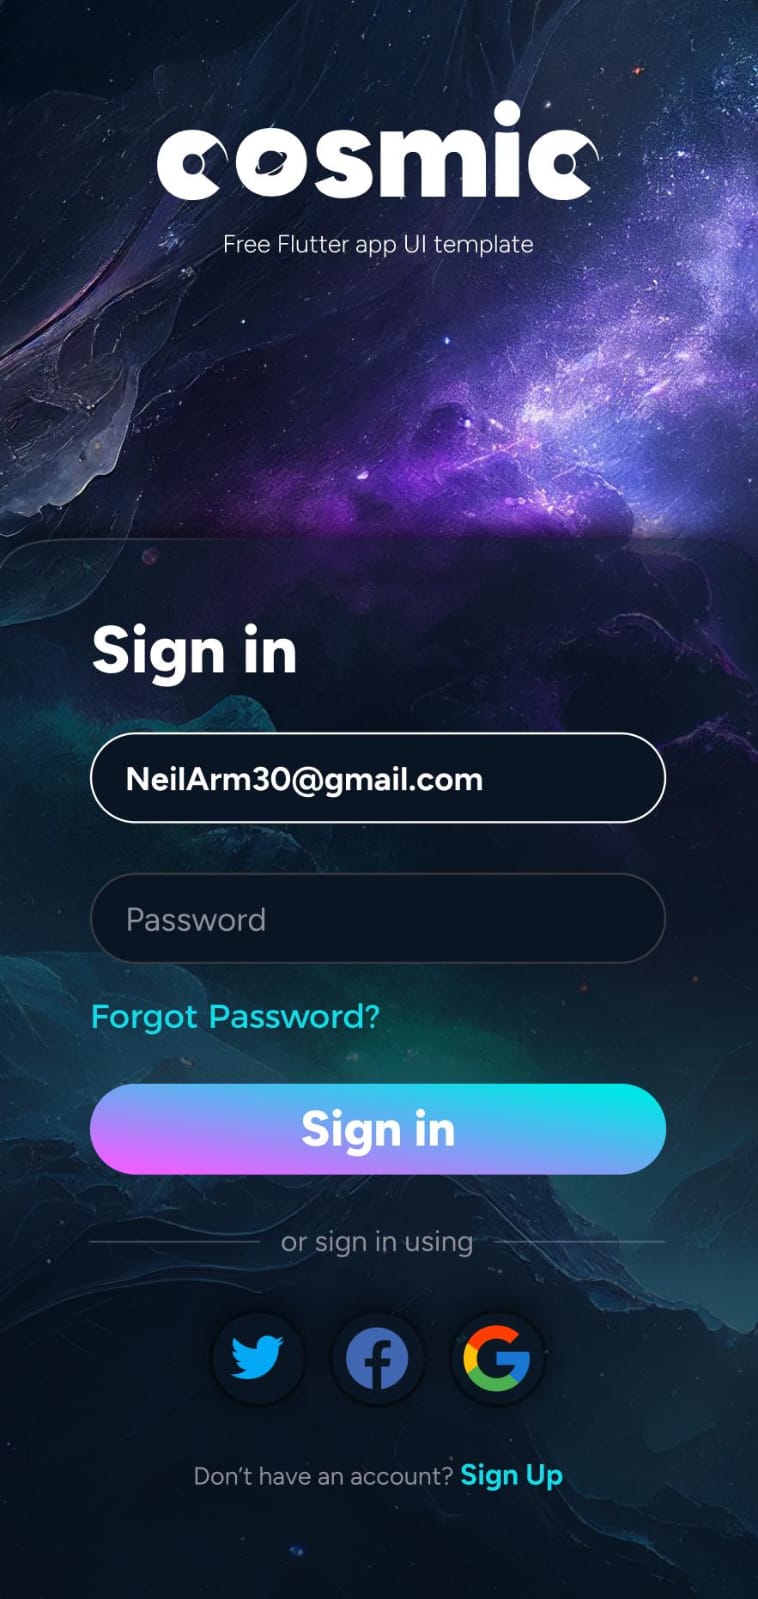 cosmic
Free Flutter app UI template
Sign in
NeilArm30@gmail.com
Password
Forgot Password?
Sign in
or sign in using
Don't have an account? Sign Up